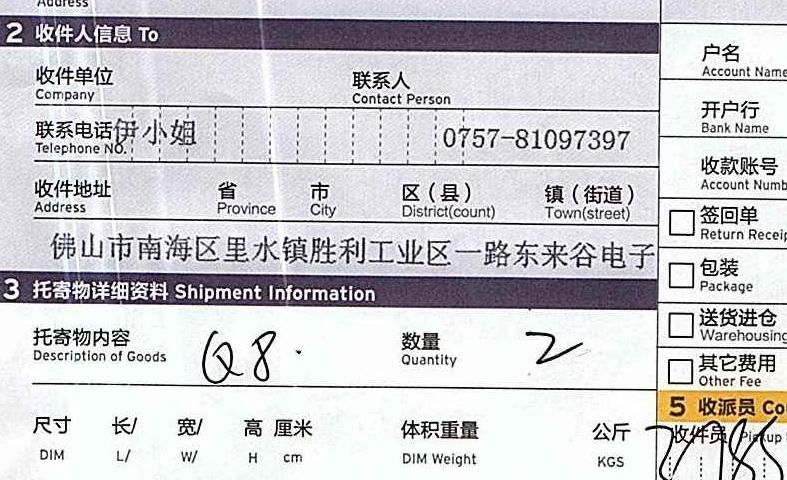 Address
2 收件人信息 To
收件单位 联系人
Company Contact Person
联系电话 伊小姐 0757-81097397
Telephone NO.
收件地址 省 市 区（县） 镇（街道）
Address Province City District(count) Town(street)
佛山市南海区里水镇胜利工业区一路东来谷电子
3 托寄物详细资料 Shipment Information
托寄物内容 Q8. 数量 2
Description of Goods Quantity
尺寸 长/ 宽/ 高 厘米 体积重量 公斤
DIM L/ W/ H cm DIM Weight KGS
户名
Account Name
开户行
Bank Name
收款账号
Account Numb
签回单
Return Receip
包装
Package
送货进仓
Warehousing
其它费用
Other Fee
5 收派员 Co
收件员